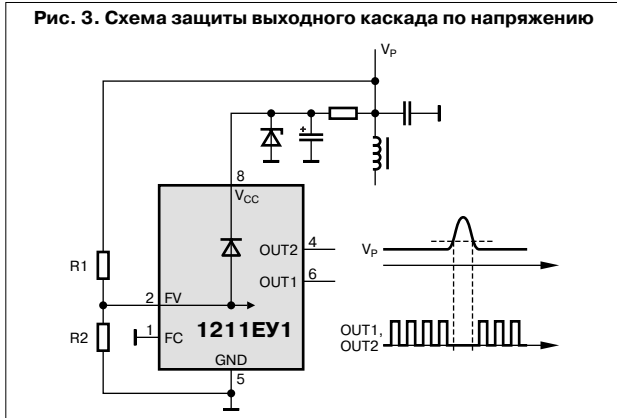 Рис. 3. Схема защиты выходного каскада по напряжению
VP
+
8
VCC
OUT2 4
OUT1 6
R1
2 FV
1211ЕУ1
1 FC
R2
GND
5
VP
OUT1,
OUT2